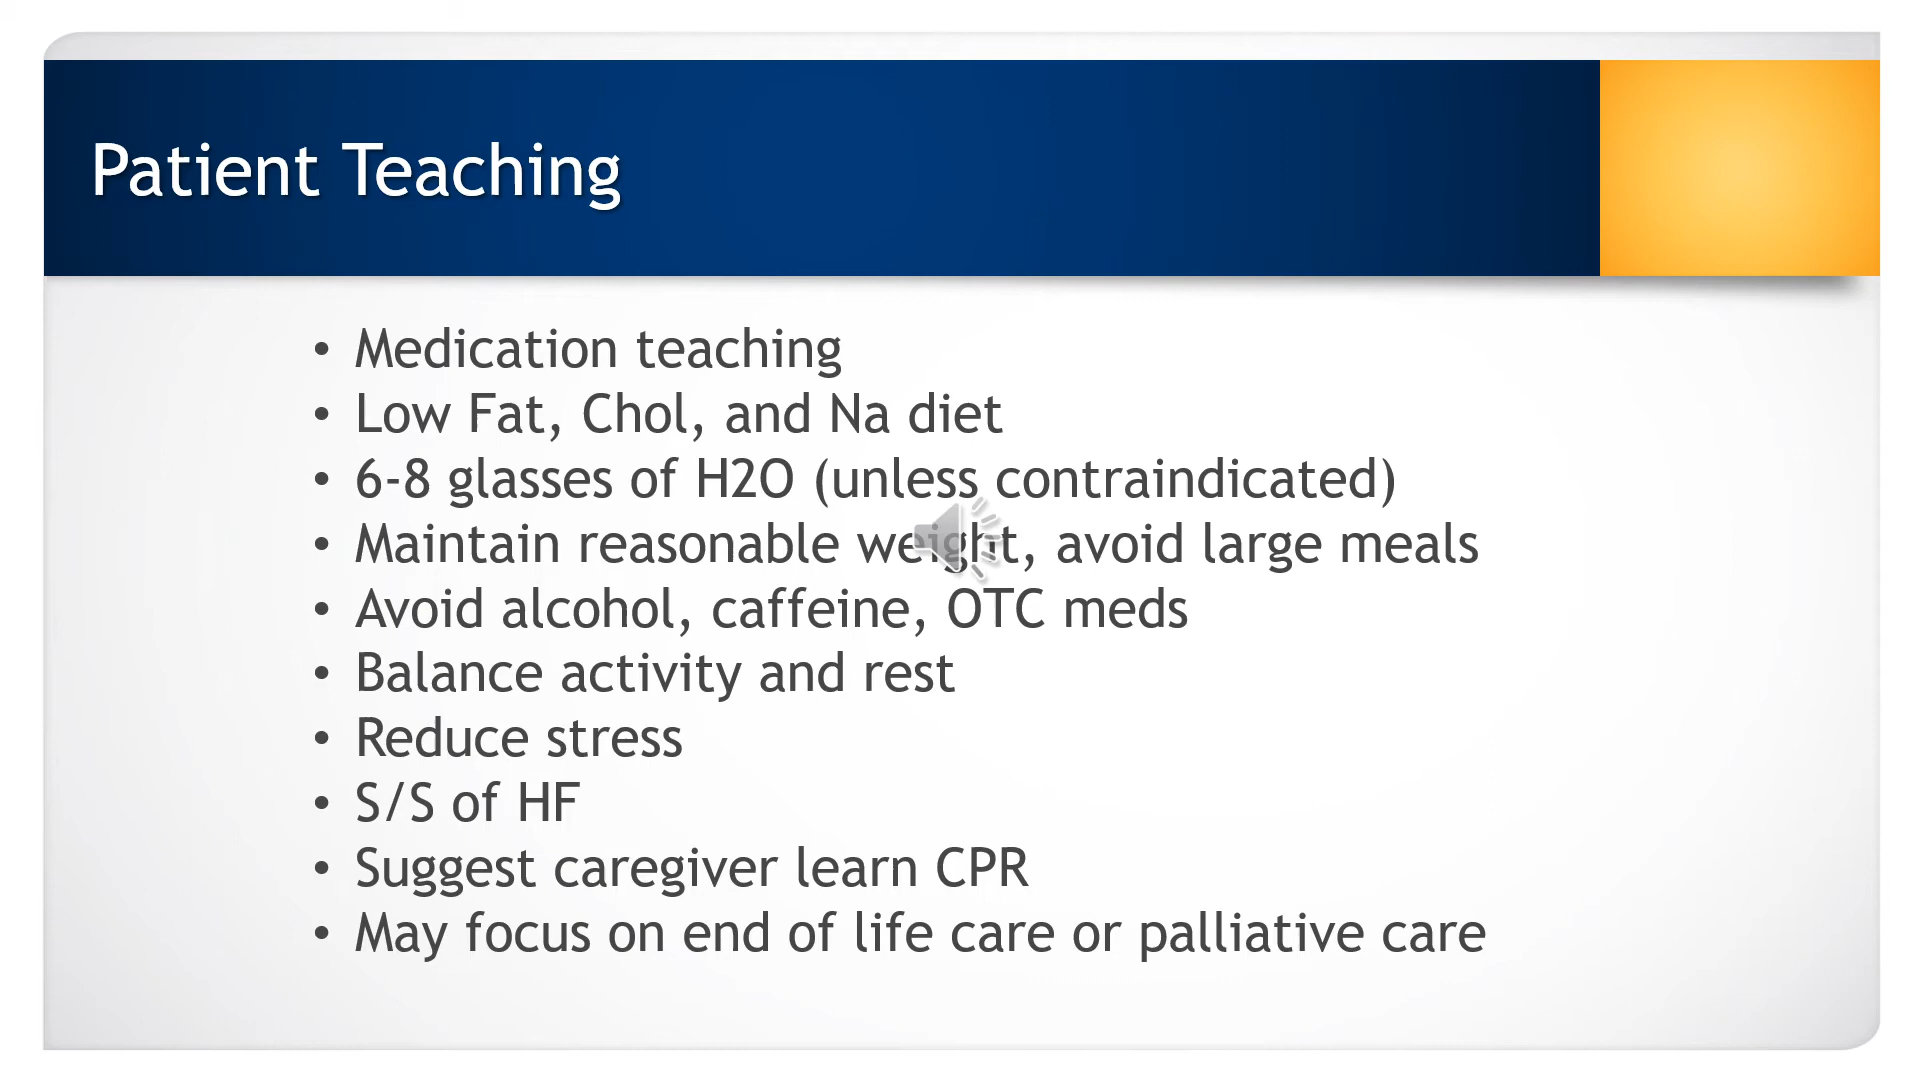 Patient Teaching
• Medication teaching
• Low Fat, Chol, and Na diet
• 6-8 glasses of H2O (unless contraindicated)
• Maintain reasonable weight, avoid large meals
• Avoid alcohol, caffeine, OTC meds
• Balance activity and rest
• Reduce stress
• S/S of HF
• Suggest caregiver learn CPR
• May focus on end of life care or palliative care